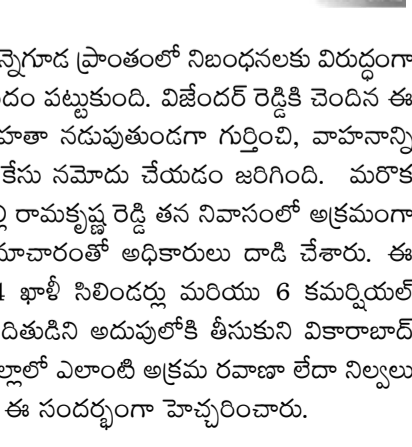 న్నెగూడ ప్రాంతంలో నిబంధనలకు విరుద్ధంగా
దం పట్టుకుంది. విజేందర్ రెడ్డికి చెందిన ఈ
హతా నడుపుతుండగా గుర్తించి, వాహనాన్ని
కేసు నమోదు చేయడం జరిగింది. మరొక
రామకృష్ణ రెడ్డి తన నివాసంలో అక్రమంగా
మాచారంతో అధికారులు దాడి చేశారు. ఈ
4 ఖాళీ సిలిండర్లు మరియు 6 కమర్షియల్
దితుడిని అదుపులోకి తీసుకుని వికారాబాద్
ల్లాలో ఎలాంటి అక్రమ రవాణా లేదా నిల్వలు
ఈ సందర్భంగా హెచ్చరించారు.